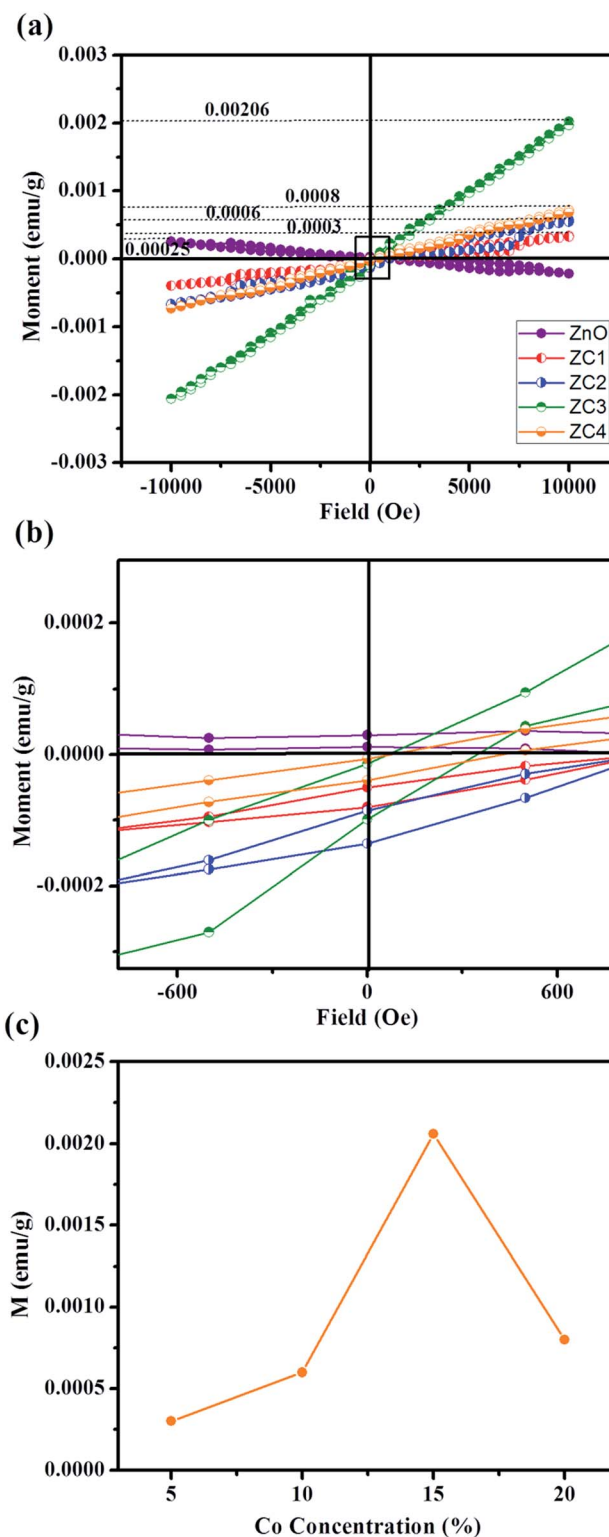 (a)
0.003
0.002
0.001
0.000
-0.001
-0.002
-0.003
Moment (emu/g)
0.00206
0.0008
0.0006
0.0003
0.00025
ZnO
ZC1
ZC2
ZC3
ZC4
-10000 -5000 0 5000 10000
Field (Oe)
(b)
0.0002
0.0000
-0.0002
Moment (emu/g)
-600 0 600
Field (Oe)
(c)
0.0025
0.0020
0.0015
0.0010
0.0005
0.0000
M (emu/g)
5 10 15 20
Co Concentration (%)